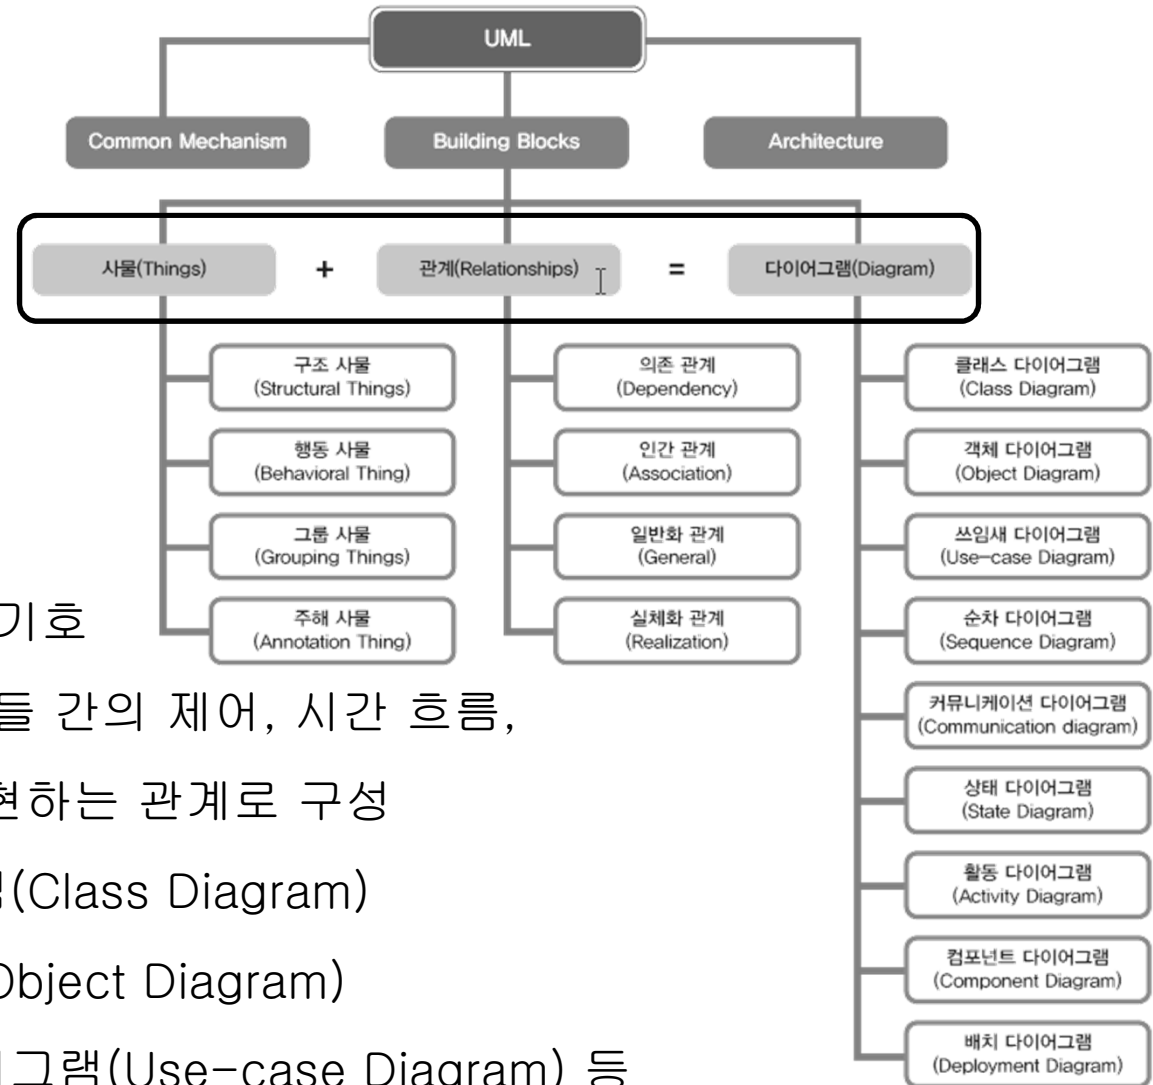 UML
Common Mechanism
Building Blocks
Architecture
사물(Things)
+
관계(Relationships)
=
다이어그램(Diagram)
구조 사물
(Structural Things)
행동 사물
(Behavioral Thing)
그룹 사물
(Grouping Things)
주해 사물
(Annotation Thing)
의존 관계
(Dependency)
인간 관계
(Association)
일반화 관계
(General)
실체화 관계
(Realization)
클래스 다이어그램
(Class Diagram)
객체 다이어그램
(Object Diagram)
쓰임새 다이어그램
(Use-case Diagram)
순차 다이어그램
(Sequence Diagram)
커뮤니케이션 다이어그램
(Communication diagram)
상태 다이어그램
(State Diagram)
활동 다이어그램
(Activity Diagram)
컴포넌트 다이어그램
(Component Diagram)
배치 다이어그램
(Deployment Diagram)
기호
들 간의 제어, 시간 흐름,
현하는 관계로 구성
(Class Diagram)
Object Diagram)
그램(Use-case Diagram) 등